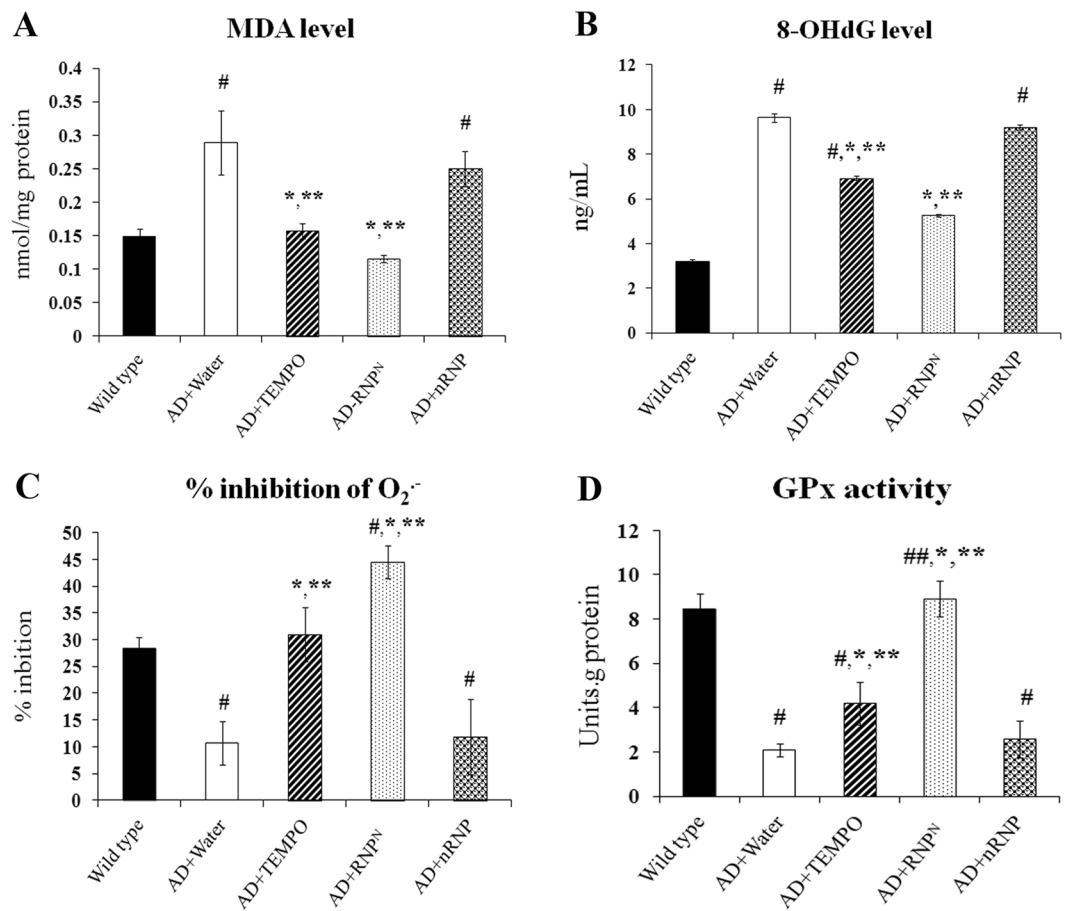 A
MDA level
nmol/mg protein
0.4
0.35
0.3
0.25
0.2
0.15
0.1
0.05
0
#
*,**
*,**
#
Wild type
AD+Water
AD+TEMPO
AD-RNPᴺ
AD+nRNP
B
8-OHdG level
ng/mL
12
10
8
6
4
2
0
#
#,*,**
*,**
#
Wild type
AD+Water
AD+TEMPO
AD+RNPᴺ
AD+nRNP
C
% inhibition of O₂·-
% inbition
50
45
40
35
30
25
20
15
10
5
0
#
*,**
#,*,**
#
Wild type
AD+Water
AD+TEMPO
AD+RNPᴺ
AD+nRNP
D
GPx activity
Units.g protein
12
10
8
6
4
2
0
#
#,*,**
##,*,**
#
Wild type
AD+Water
AD+TEMPO
AD+RNPᴺ
AD+nRNP